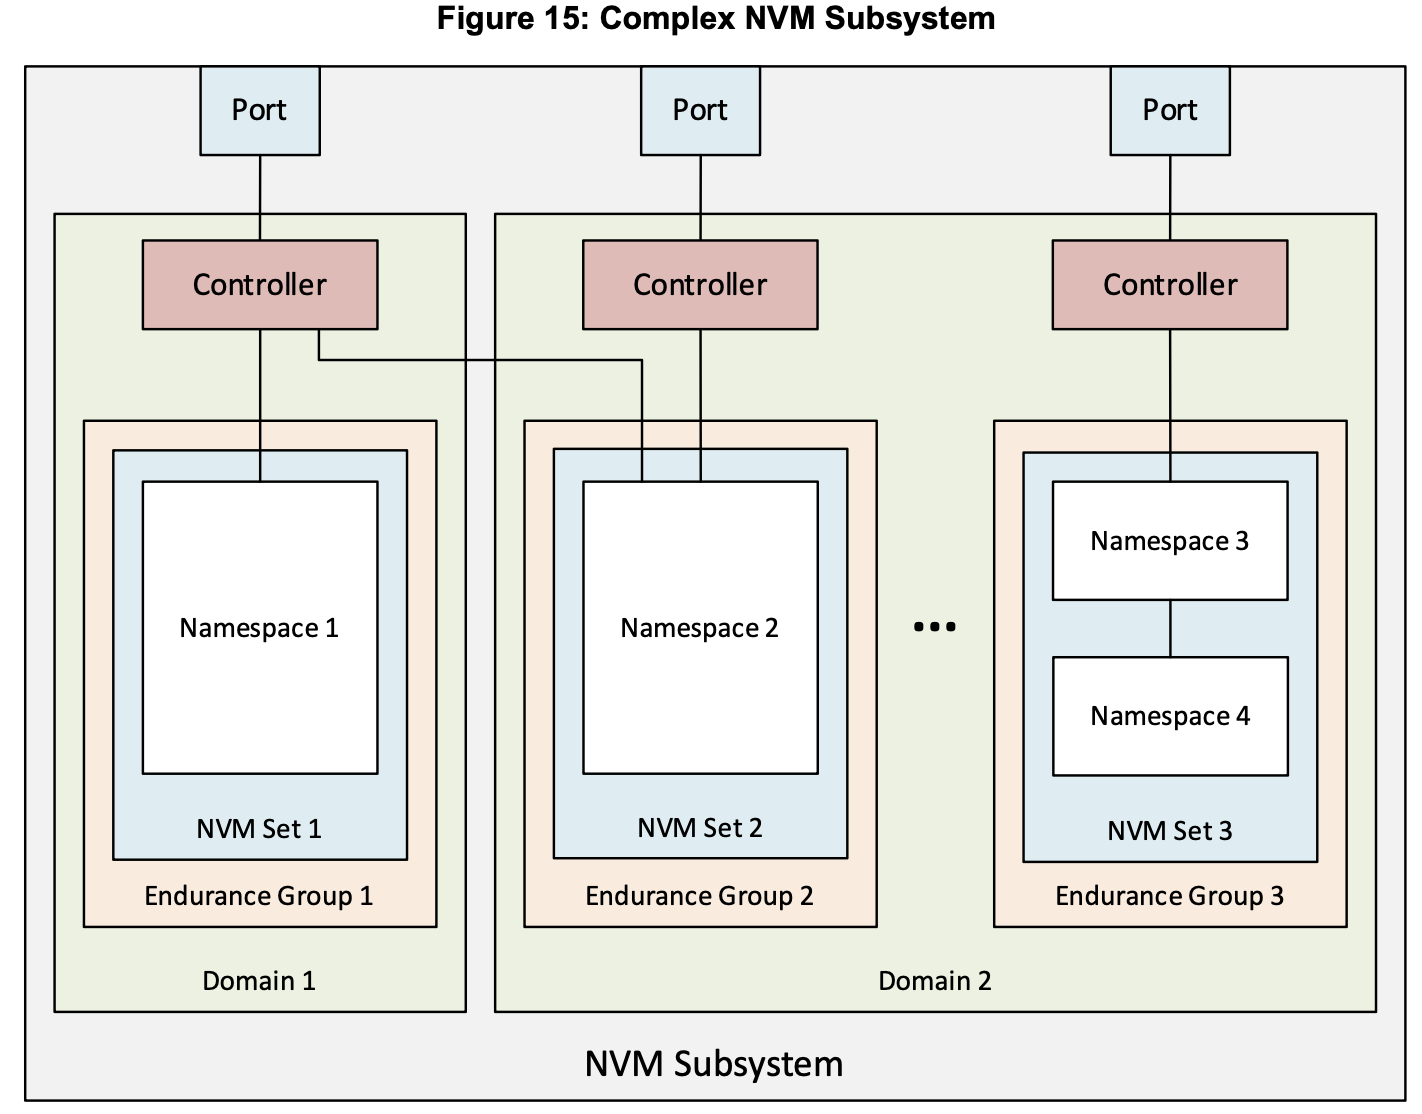 Figure 15: Complex NVM Subsystem
Port
Port
Port
Controller
Controller
Controller
Namespace 1
Namespace 2
...
Namespace 3
Namespace 4
NVM Set 1
NVM Set 2
NVM Set 3
Endurance Group 1
Endurance Group 2
Endurance Group 3
Domain 1
Domain 2
NVM Subsystem